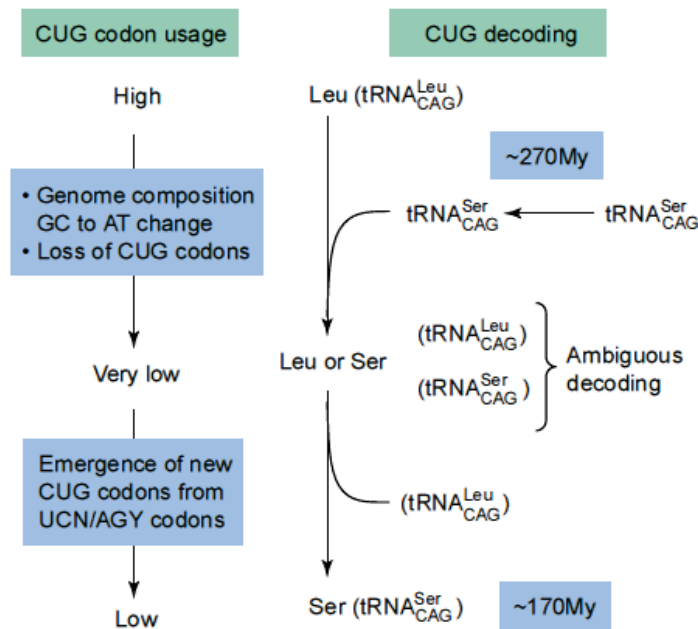 CUG codon usage
CUG decoding
High
Leu (tRNA^Leu_CAG)
~270My
• Genome composition
GC to AT change
• Loss of CUG codons
tRNA^Ser_CAG
tRNA^Ser_CAG
Very low
Leu or Ser
(tRNA^Leu_CAG)
(tRNA^Ser_CAG)
Ambiguous
decoding
Emergence of new
CUG codons from
UCN/AGY codons
(tRNA^Leu_CAG)
Low
Ser (tRNA^Ser_CAG)
~170My